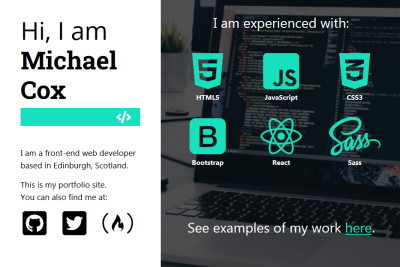 Hi, I am
Michael
Cox
</>
I am a front-end web developer
based in Edinburgh, Scotland.
This is my portfolio site.
You can also find me at:
I am experienced with:
5
JS
3
HTML5
JavaScript
CSS3
B
Sass
Bootstrap
React
Sass
See examples of my work here.